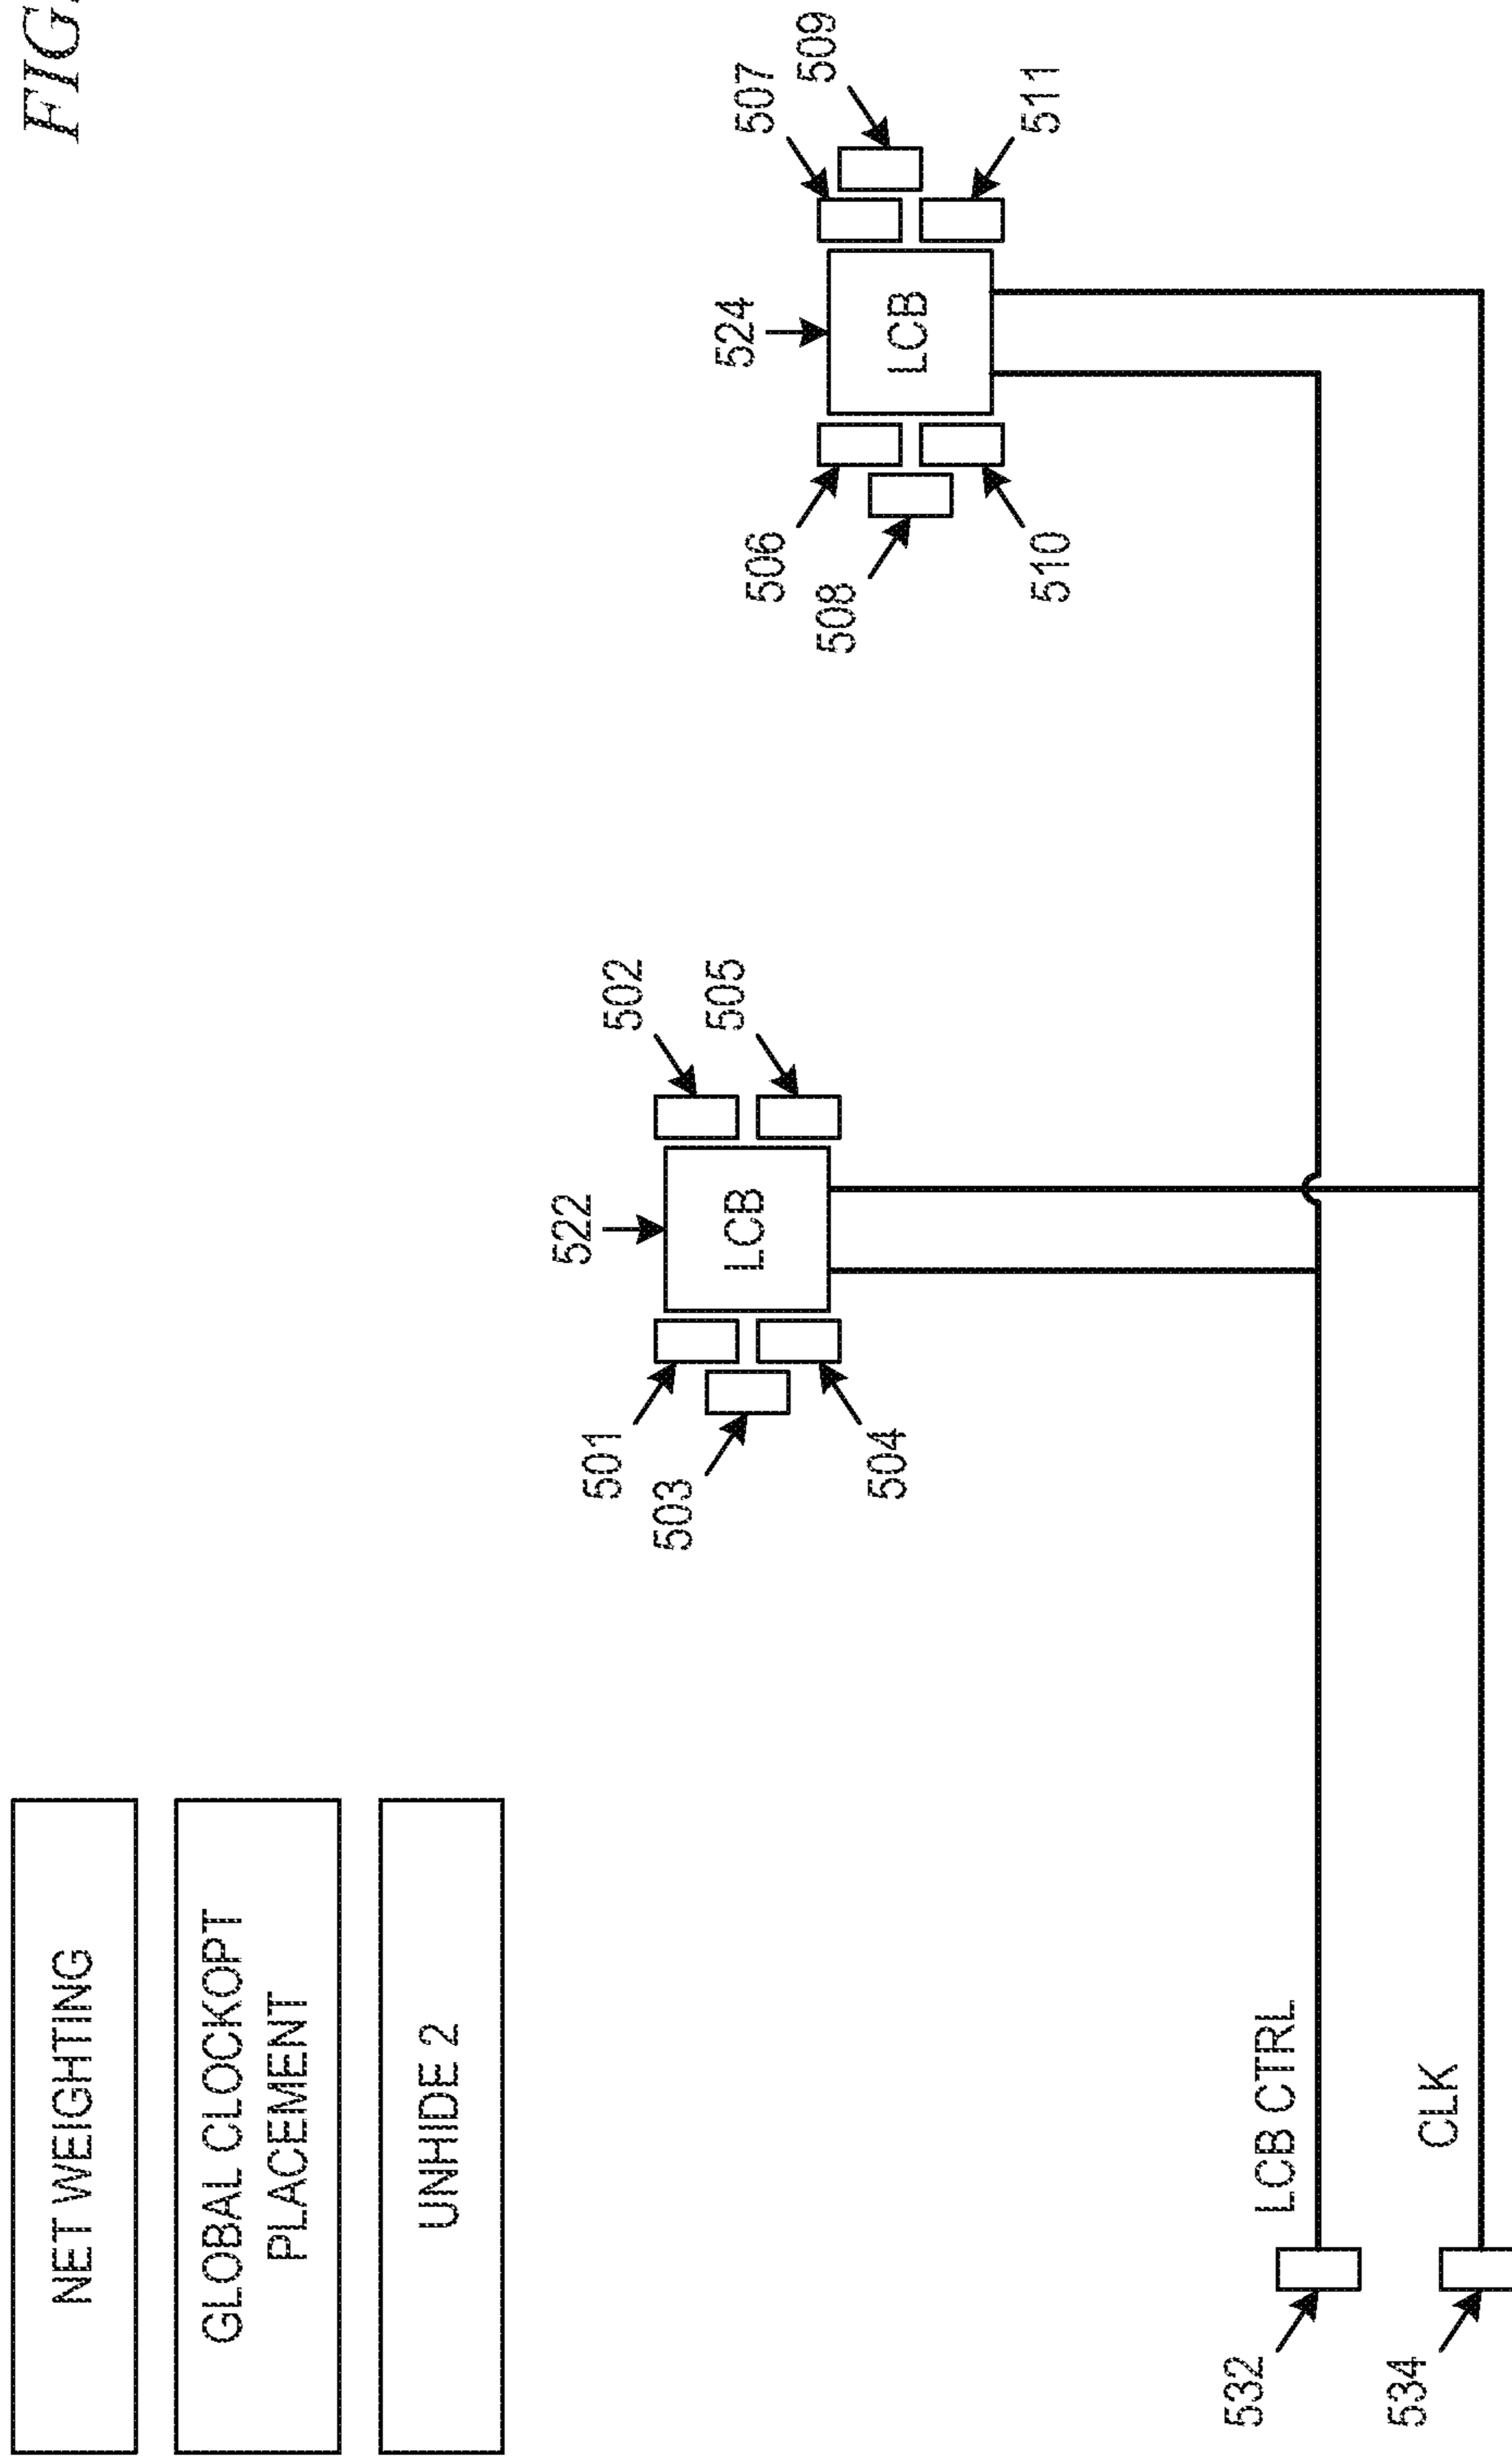 FIG.
NET WEIGHTING
GLOBAL CLOCKOPT
PLACEMENT
UNHIDE 2
522
502
501
LCB
503
505
504
524
507
506
509
LCB
508
511
510
532
LCB CTRL
534
CLK